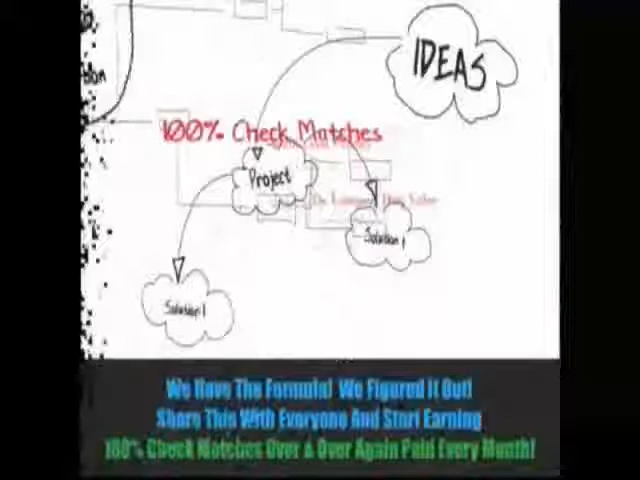 IDEAS
100% Check Matches
Project
Solution 1
Solution 1
We Have The Formula! We Figured It Out!
Share This With Everyone And Start Earning
100% Check Matches Over & Over Again Paid Every Month!